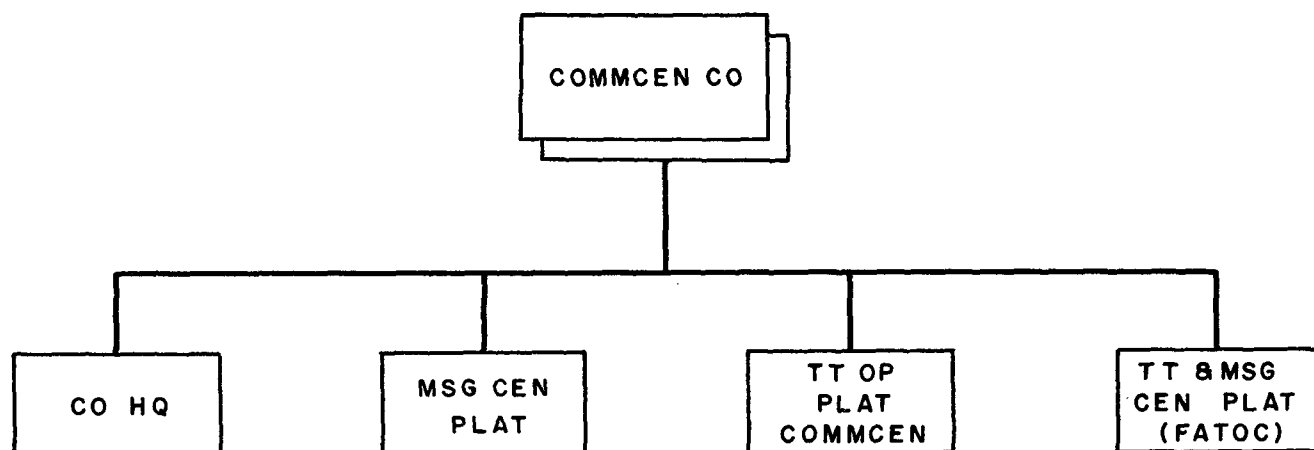 COMMCEN CO
CO HQ
MSG CEN
PLAT
TT OP
PLAT
COMMCEN
TT & MSG
CEN PLAT
(FATOC)